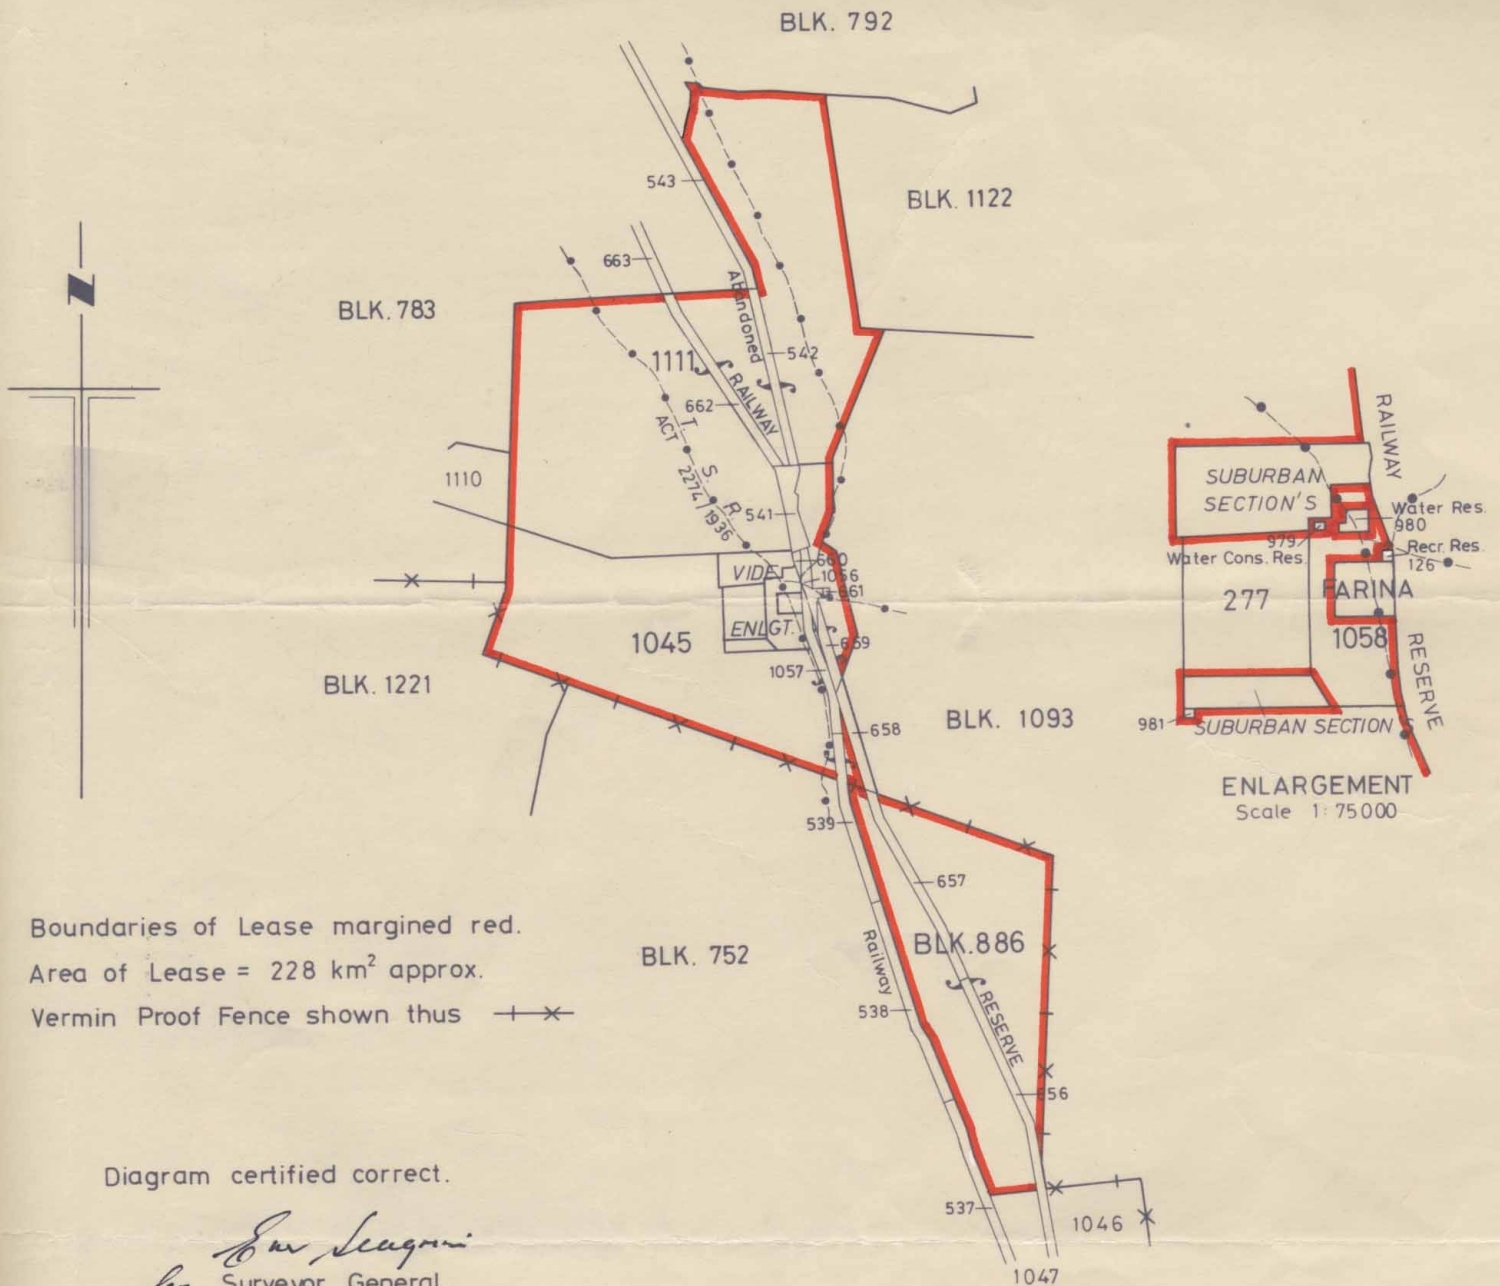 BLK. 792
543
BLK. 1122
N
663
Abandoned
BLK. 783
1111
542
RAILWAY
662
T. S. R.
ACT 2274/1936
1110
541
VIDE
660
1056
661
ENLGT.
1045
659
1057
BLK. 1221
BLK. 1093
658
539
657
BLK. 752
BLK. 886
Railway
538
RESERVE
656
537
1046
1047
RAILWAY
SUBURBAN
SECTION'S
Water Res.
980
979
Water Cons. Res.
Recr. Res.
126
277
FARINA
1058
RESERVE
981
SUBURBAN SECTION S
ENLARGEMENT
Scale 1:75000
Boundaries of Lease margined red.
Area of Lease = 228 km² approx.
Vermin Proof Fence shown thus
Diagram certified correct.
Surveyor General